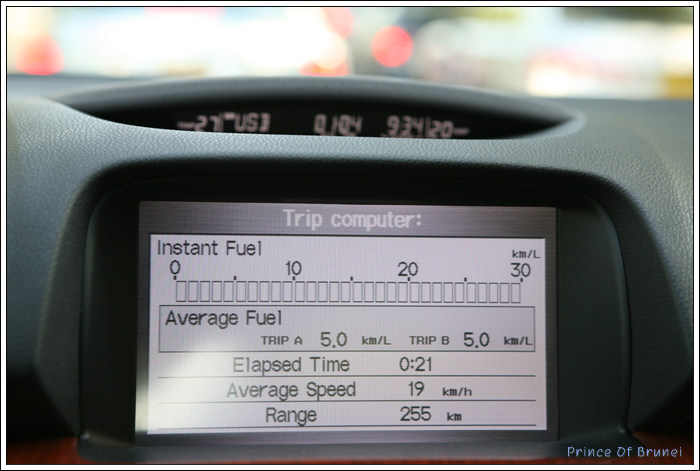 USB
Trip computer:
Instant Fuel km/L
0 10 20 30
Average Fuel
TRIP A 5.0 km/L TRIP B 5.0 km/L
Elapsed Time 0:21
Average Speed 19 km/h
Range 255 km
Prince Of Brunei